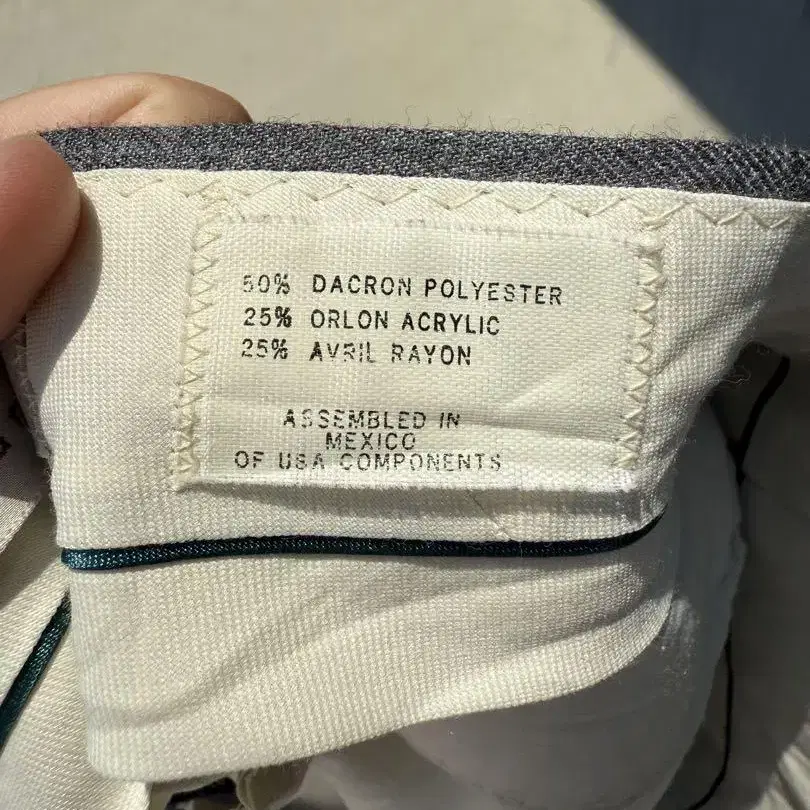 50% DACRON POLYESTER
25% ORLON ACRYLIC
25% AVRIL RAYON
ASSEMBLED IN
MEXICO
OF USA COMPONENTS